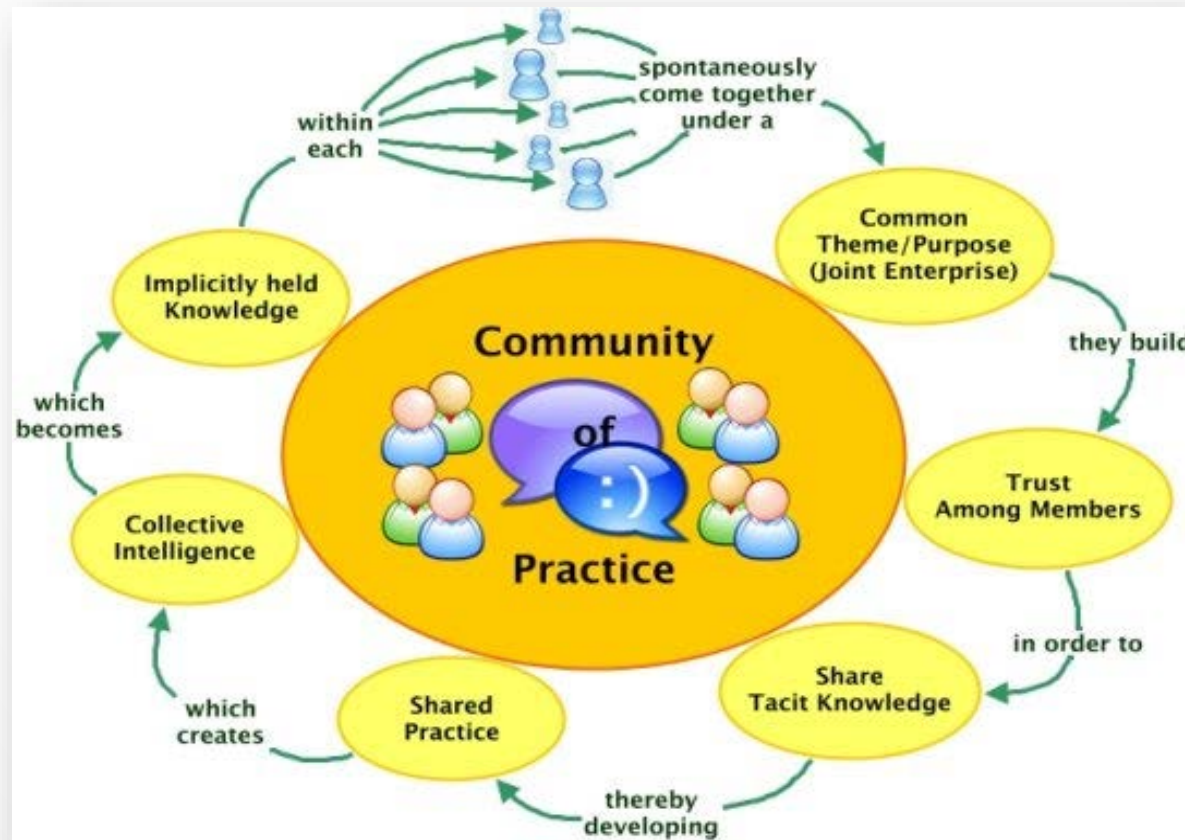 spontaneously
come together
under a
within
each
Common
Theme/Purpose
(Joint Enterprise)
they build
Trust
Among Members
in order to
Share
Tacit Knowledge
thereby
developing
Shared
Practice
which
creates
Collective
Intelligence
which
becomes
Implicitly held
Knowledge
Community
of
:)
Practice